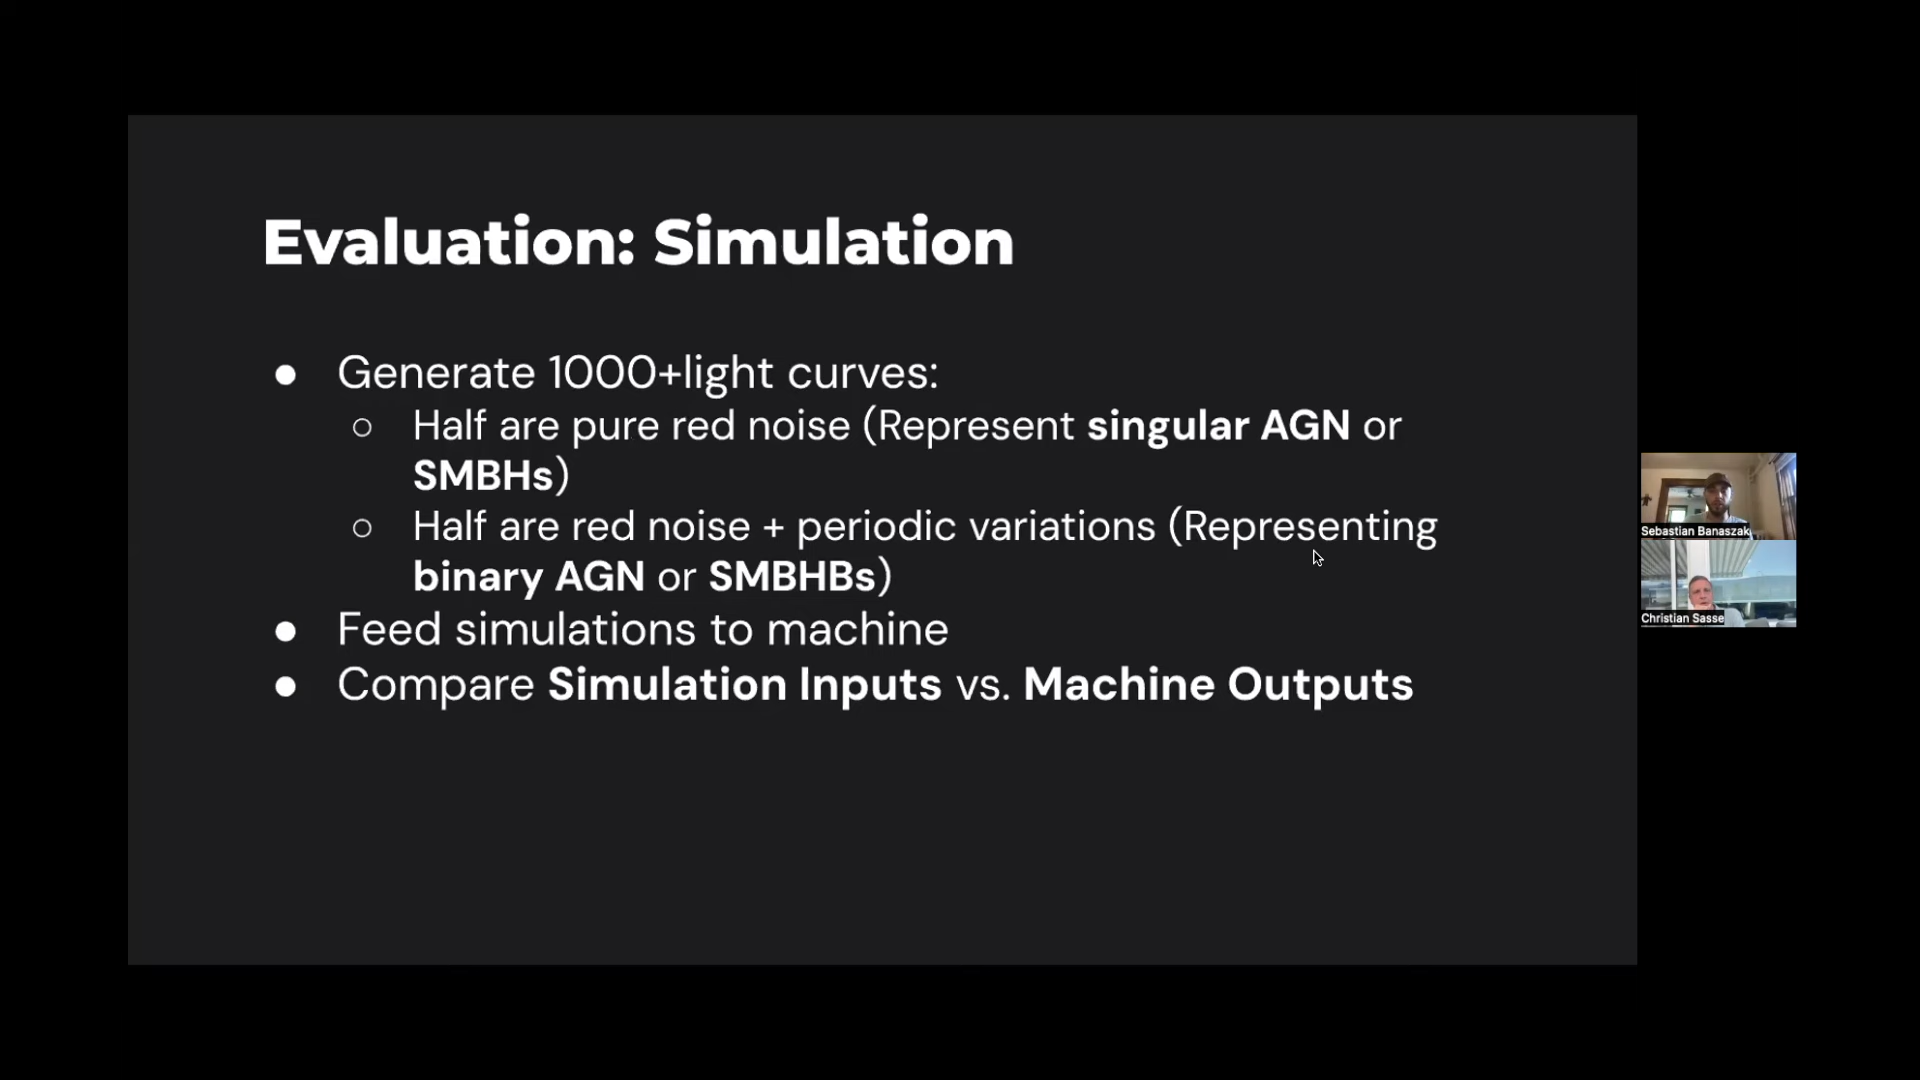 Evaluation: Simulation
● Generate 1000+light curves:
○ Half are pure red noise (Represent singular AGN or
SMBHs)
○ Half are red noise + periodic variations (Representing
binary AGN or SMBHBs)
● Feed simulations to machine
● Compare Simulation Inputs vs. Machine Outputs
Sebastian Banaszak
Christian Sasse